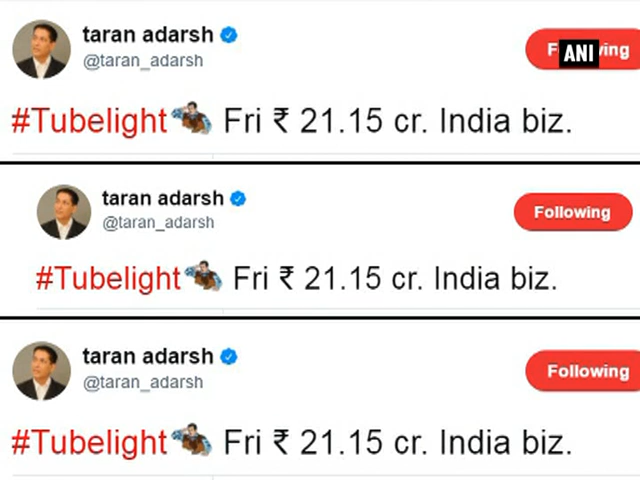 taran adarsh
@taran_adarsh
Following
ANI
#Tubelight Fri ₹ 21.15 cr. India biz.
taran adarsh
@taran_adarsh
Following
#Tubelight Fri ₹ 21.15 cr. India biz.
taran adarsh
@taran_adarsh
Following
#Tubelight Fri ₹ 21.15 cr. India biz.